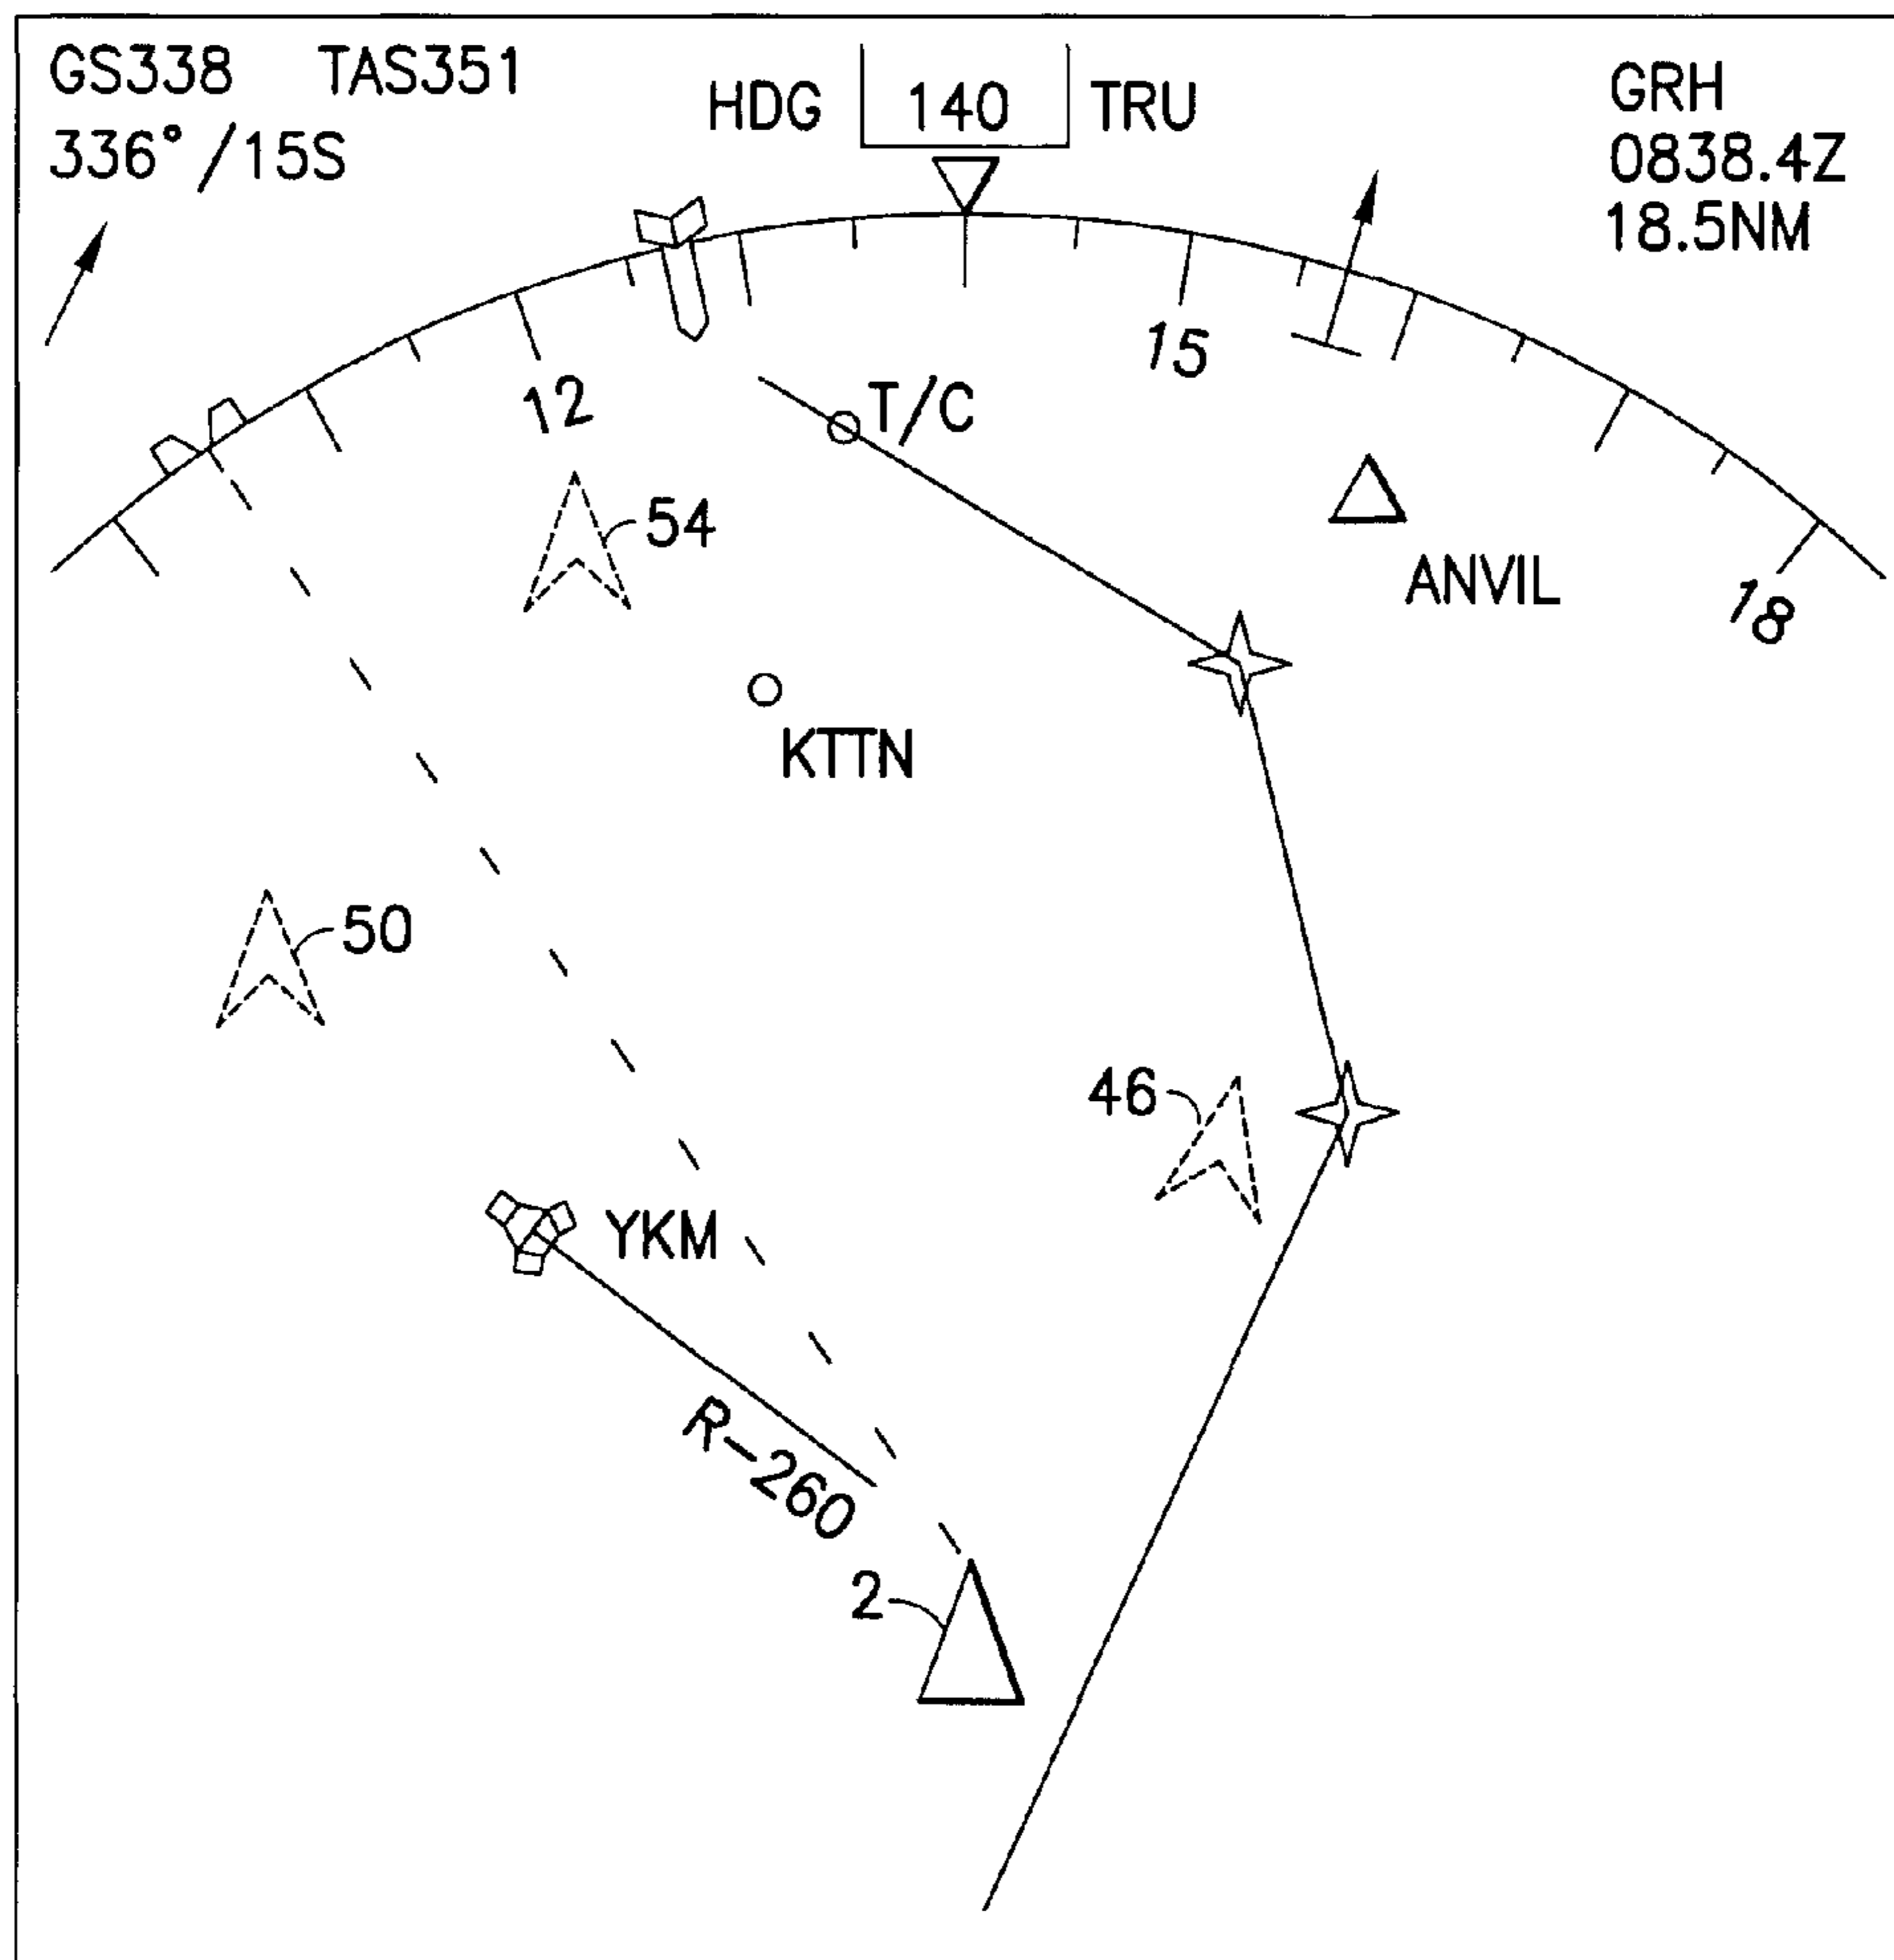 GS338 TAS351
336°/15S
HDG 140 TRU
GRH
0838.4Z
18.5NM
12
15
18
T/C
54
ANVIL
KTTN
50
46
YKM
R-260
2